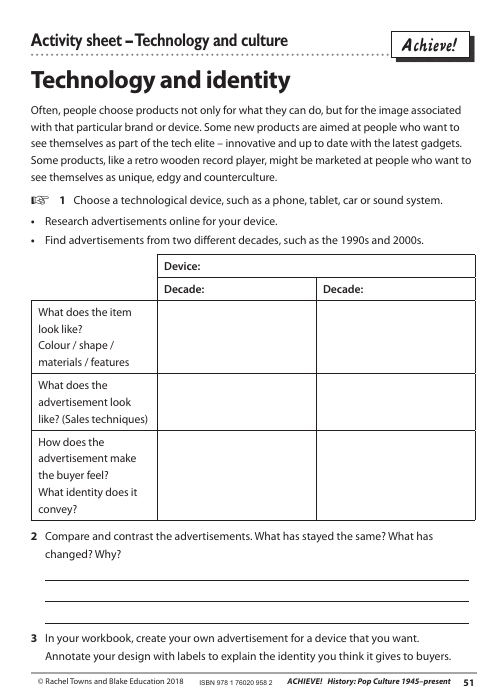 Activity sheet – Technology and culture
Achieve!
Technology and identity
Often, people choose products not only for what they can do, but for the image associated
with that particular brand or device. Some new products are aimed at people who want to
see themselves as part of the tech elite – innovative and up to date with the latest gadgets.
Some products, like a retro wooden record player, might be marketed at people who want to
see themselves as unique, edgy and counterculture.
1 Choose a technological device, such as a phone, tablet, car or sound system.
• Research advertisements online for your device.
• Find advertisements from two different decades, such as the 1990s and 2000s.
Device:
Decade: Decade:
What does the item
look like?
Colour / shape /
materials / features
What does the
advertisement look
like? (Sales techniques)
How does the
advertisement make
the buyer feel?
What identity does it
convey?
2 Compare and contrast the advertisements. What has stayed the same? What has
changed? Why?
3 In your workbook, create your own advertisement for a device that you want.
Annotate your design with labels to explain the identity you think it gives to buyers.
© Rachel Towns and Blake Education 2018 ISBN 978 1 76020 958 2 ACHIEVE! History: Pop Culture 1945–present 51